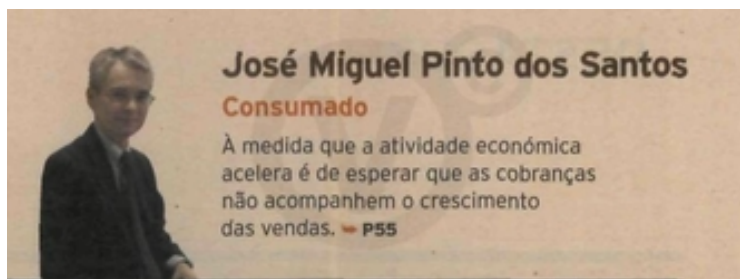 José Miguel Pinto dos Santos
Consumado
À medida que a atividade económica
acelera é de esperar que as cobranças
não acompanhem o crescimento
das vendas. P55